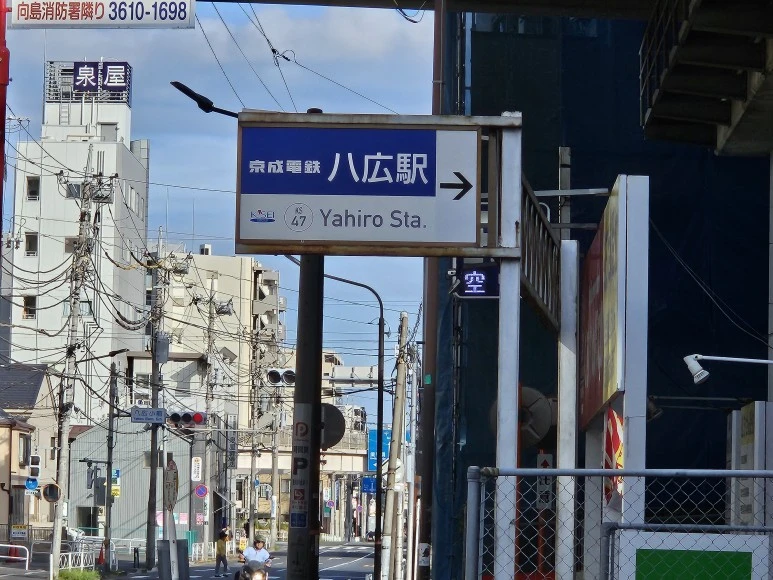 向島消防署隣り 3610-1698
泉屋
京成電鉄 八広駅
KEISEI KS 47 Yahiro Sta.
空
P